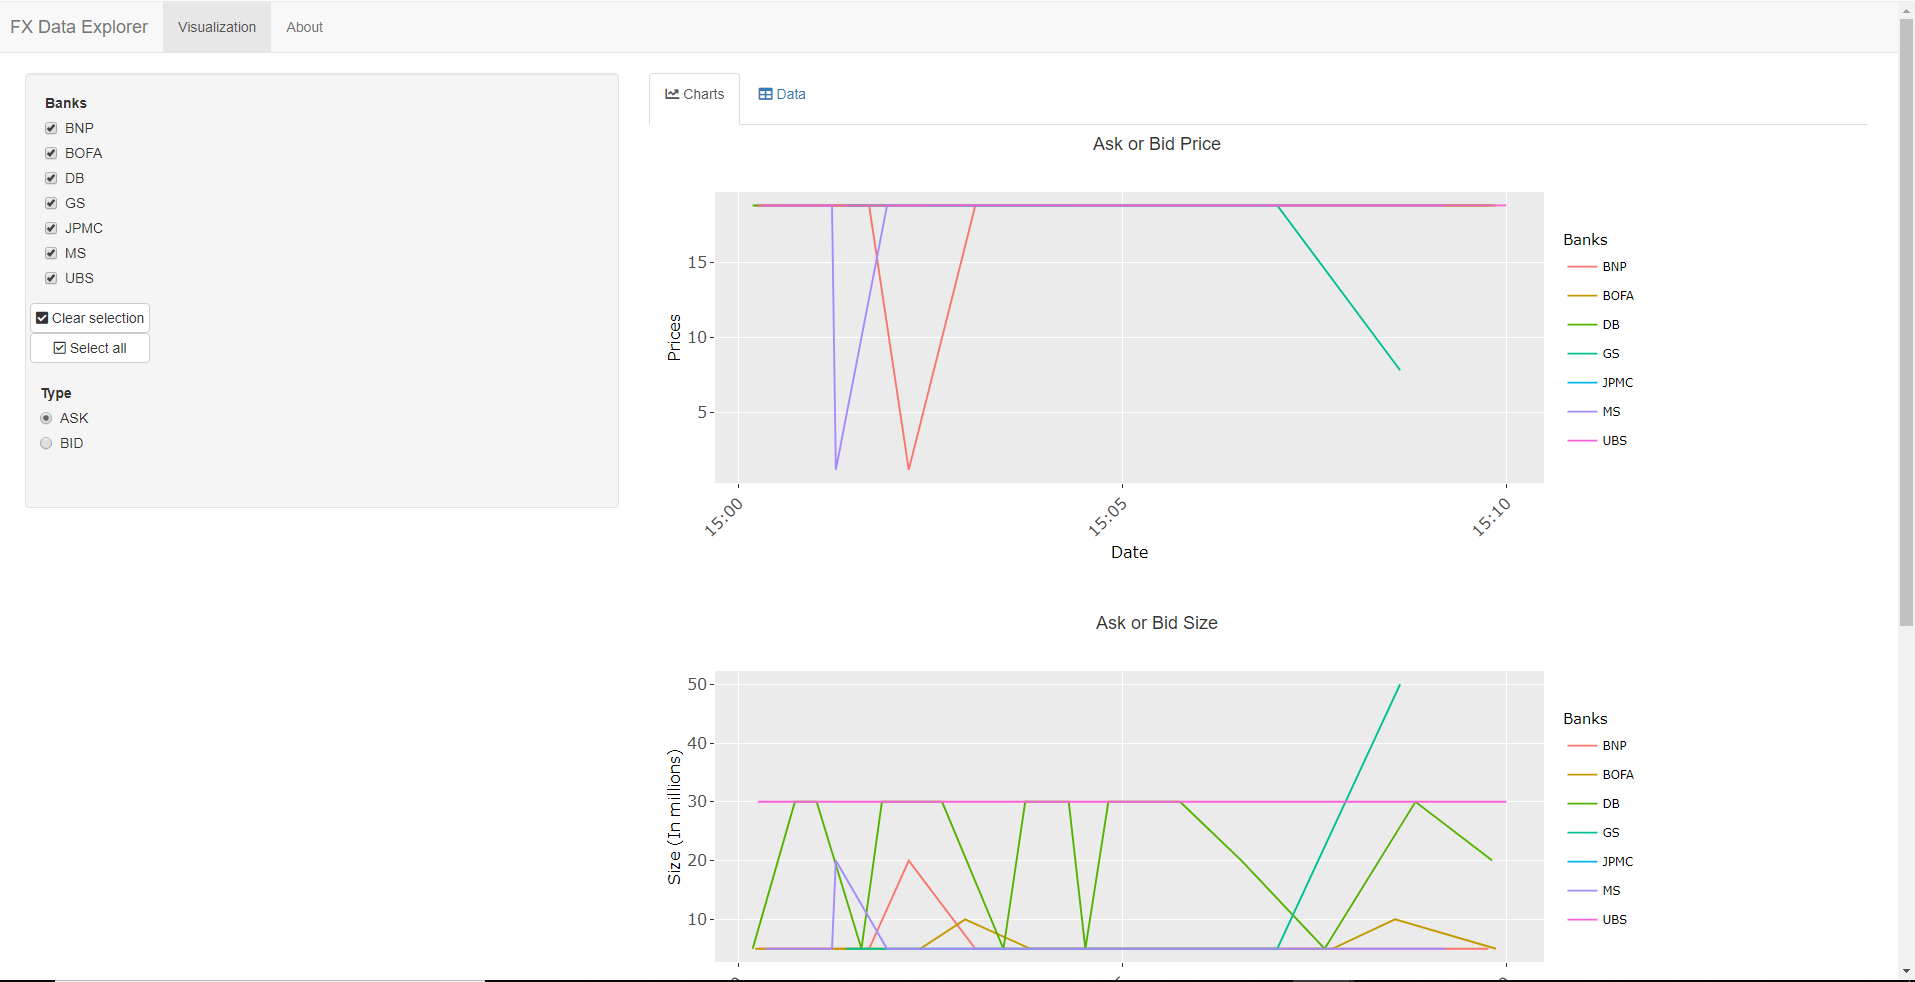 FX Data Explorer Visualization About
Banks
BNP
BOFA
DB
GS
JPMC
MS
UBS
Clear selection
Select all
Type
ASK
BID
Charts Data
Ask or Bid Price
15
10
5
Prices
15:00 15:05 15:10
Date
Banks
BNP
BOFA
DB
GS
JPMC
MS
UBS
Ask or Bid Size
50
40
30
20
10
Size (In millions)
Banks
BNP
BOFA
DB
GS
JPMC
MS
UBS